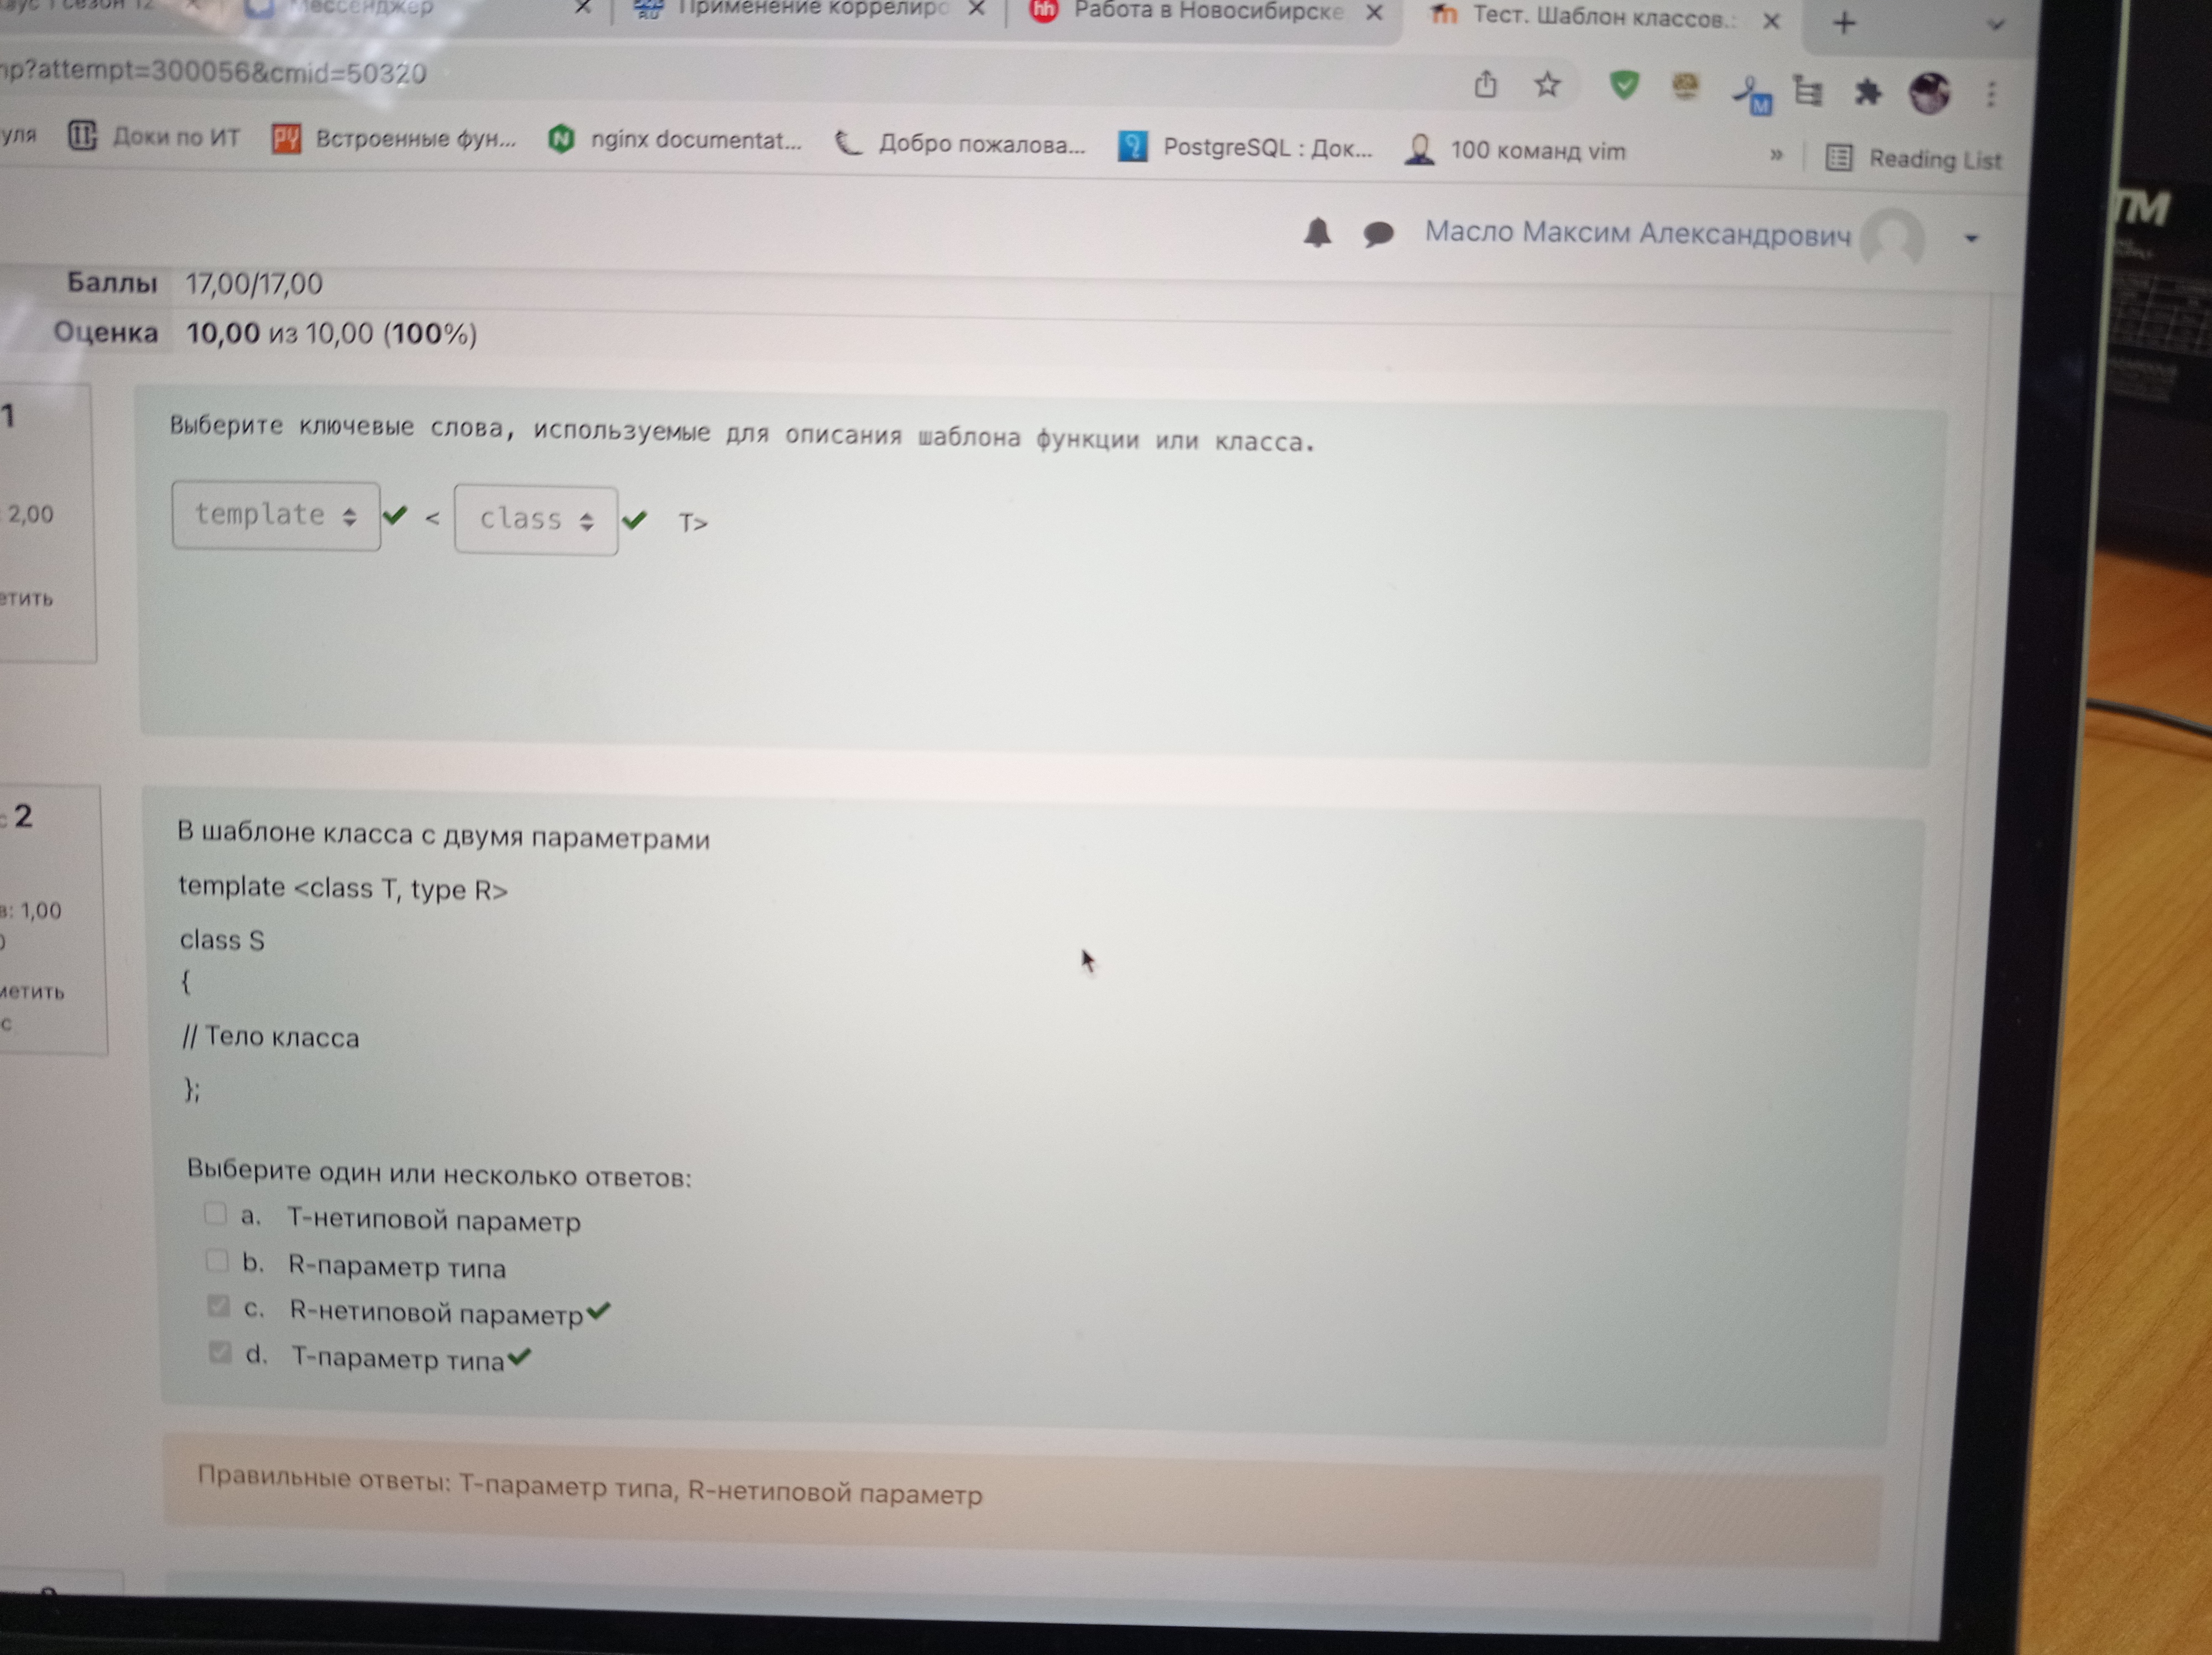 Мессенджер
Применение коррелиро
hh Работа в Новосибирске
Тест. Шаблон классов.:
np?attempt=300056&cmid=50320
M
уля
Доки по ИТ
PY Встроенные фун...
N nginx documentat...
Добро пожалова...
PostgreSQL : Док...
100 команд vim
»
Reading List
TM
Масло Максим Александрович
Баллы 17,00/17,00
Оценка 10,00 из 10,00 (100%)
1
2,00
етить
Выберите ключевые слова, используемые для описания шаблона функции или класса.
template < class T>
с 2
в: 1,00
метить
с
В шаблоне класса с двумя параметрами
template <class T, type R>
class S
{
// Тело класса
};
Выберите один или несколько ответов:
a. Т-нетиповой параметр
b. R-параметр типа
c. R-нетиповой параметр
d. Т-параметр типа
Правильные ответы: Т-параметр типа, R-нетиповой параметр